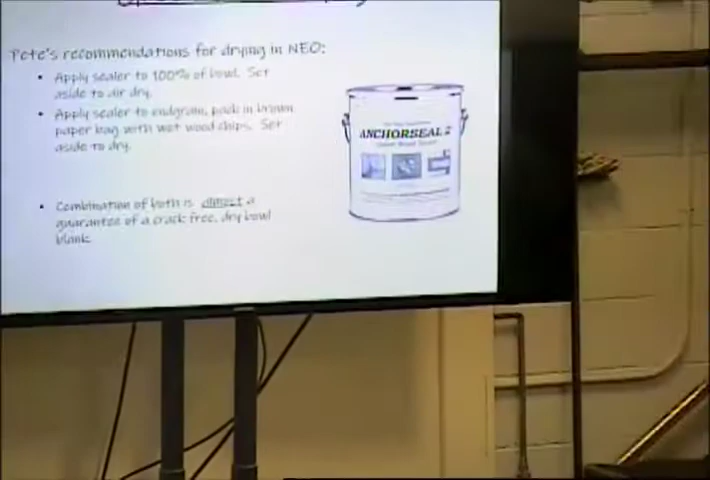 Pete's recommendations for drying in NEO:
• Apply sealer to 100% of bowl. Set
aside to air dry.
• Apply sealer to endgrain, pack in brown
paper bag with wet wood chips. Set
aside to dry.
• Combination of both is almost a
guarantee of a crack free, dry bowl
blank.
ANCHORSEAL 2